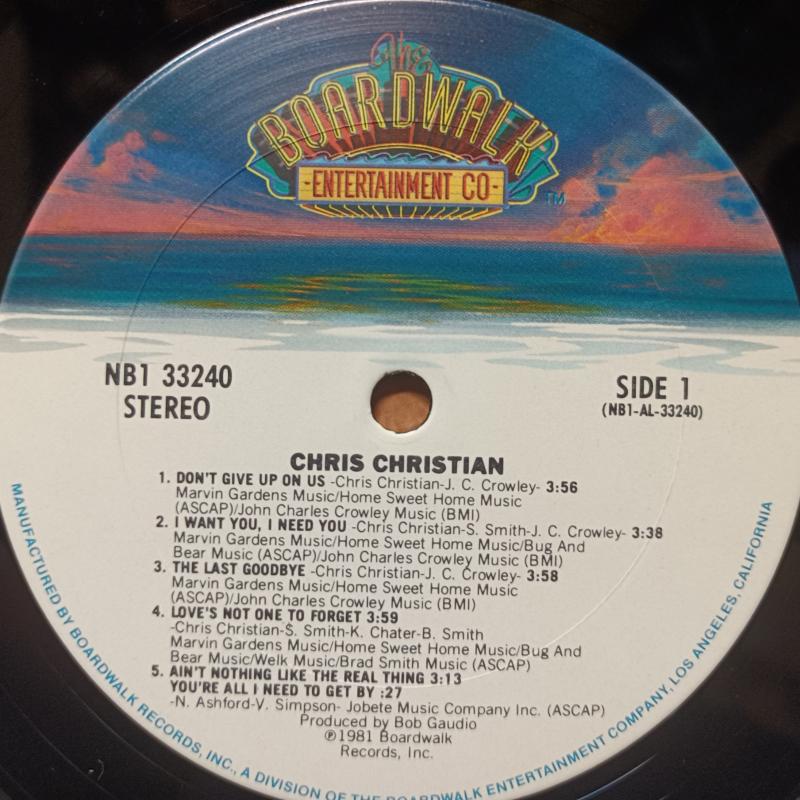 The
BOARDWALK
-ENTERTAINMENT CO-
TM
NB1 33240
STEREO
SIDE 1
(NB1-AL-33240)
CHRIS CHRISTIAN
1. DON'T GIVE UP ON US -Chris Christian-J. C. Crowley- 3:56
Marvin Gardens Music/Home Sweet Home Music
(ASCAP)/John Charles Crowley Music (BMI)
2. I WANT YOU, I NEED YOU -Chris Christian-S. Smith-J. C. Crowley- 3:38
Marvin Gardens Music/Home Sweet Home Music/Bug And
Bear Music (ASCAP)/John Charles Crowley Music (BMI)
3. THE LAST GOODBYE -Chris Christian-J. C. Crowley- 3:58
Marvin Gardens Music/Home Sweet Home Music
(ASCAP)/John Charles Crowley Music (BMI)
4. LOVE'S NOT ONE TO FORGET 3:59
-Chris Christian-S. Smith-K. Chater-B. Smith
Marvin Gardens Music/Home Sweet Home Music/Bug And
Bear Music/Welk Music/Brad Smith Music (ASCAP)
5. AIN'T NOTHING LIKE THE REAL THING 3:13
YOU'RE ALL I NEED TO GET BY :27
-N. Ashford-V. Simpson- Jobete Music Company Inc. (ASCAP)
Produced by Bob Gaudio
℗1981 Boardwalk
Records, Inc.
MANUFACTURED BY BOARDWALK RECORDS, INC., A DIVISION OF THE BOARDWALK ENTERTAINMENT COMPANY, LOS ANGELES, CALIFORNIA